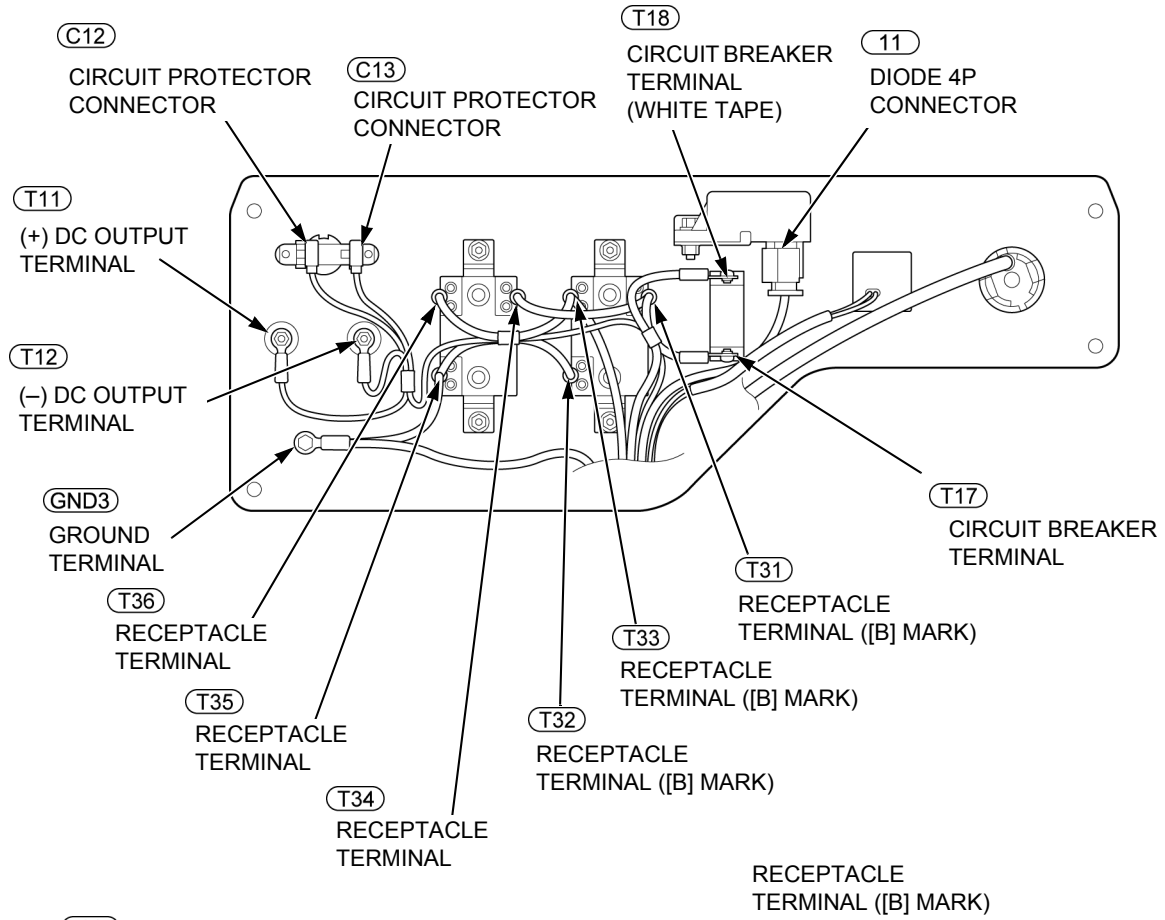 C12
CIRCUIT PROTECTOR
CONNECTOR
C13
CIRCUIT PROTECTOR
CONNECTOR
T18
CIRCUIT BREAKER
TERMINAL
(WHITE TAPE)
11
DIODE 4P
CONNECTOR
T11
(+) DC OUTPUT
TERMINAL
T12
(–) DC OUTPUT
TERMINAL
GND3
GROUND
TERMINAL
T36
RECEPTACLE
TERMINAL
T35
RECEPTACLE
TERMINAL
T34
RECEPTACLE
TERMINAL
T32
RECEPTACLE
TERMINAL ([B] MARK)
T33
RECEPTACLE
TERMINAL ([B] MARK)
T31
RECEPTACLE
TERMINAL ([B] MARK)
T17
CIRCUIT BREAKER
TERMINAL
RECEPTACLE
TERMINAL ([B] MARK)